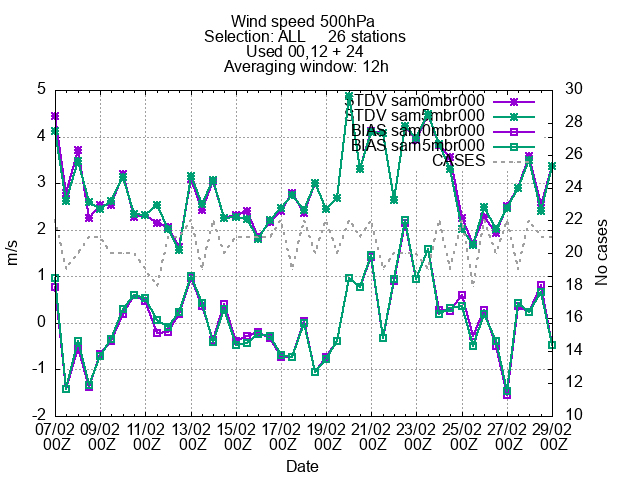 Wind speed 500hPa
Selection: ALL 26 stations
Used 00,12 + 24
Averaging window: 12h
STDV sam0mbr000
STDV sam5mbr000
BIAS sam0mbr000
BIAS sam5mbr000
CASES
5
4
3
2
1
0
-1
-2
m/s
30
28
26
24
22
20
18
16
14
12
10
No cases
07/02 09/02 11/02 13/02 15/02 17/02 19/02 21/02 23/02 25/02 27/02 29/02
00Z 00Z 00Z 00Z 00Z 00Z 00Z 00Z 00Z 00Z 00Z 00Z
Date